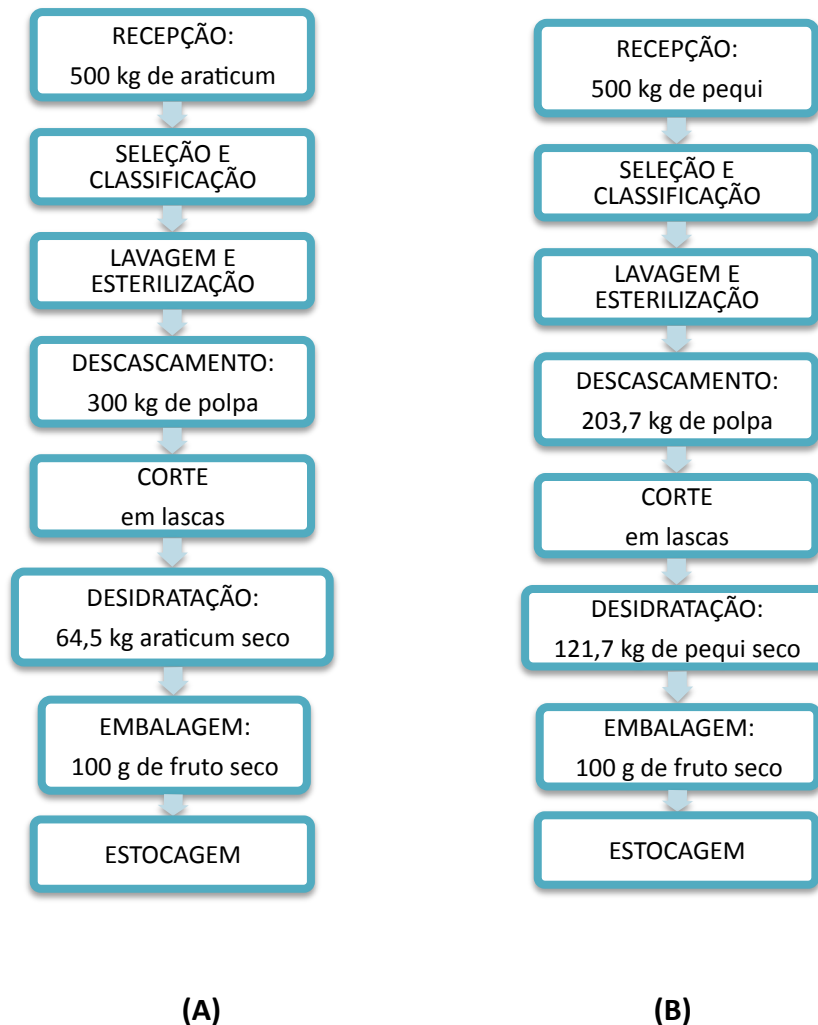 RECEPÇÃO:
500 kg de araticum
SELEÇÃO E
CLASSIFICAÇÃO
LAVAGEM E
ESTERILIZAÇÃO
DESCASCAMENTO:
300 kg de polpa
CORTE
em lascas
DESIDRATAÇÃO:
64,5 kg araticum seco
EMBALAGEM:
100 g de fruto seco
ESTOCAGEM
(A)
RECEPÇÃO:
500 kg de pequi
SELEÇÃO E
CLASSIFICAÇÃO
LAVAGEM E
ESTERILIZAÇÃO
DESCASCAMENTO:
203,7 kg de polpa
CORTE
em lascas
DESIDRATAÇÃO:
121,7 kg de pequi seco
EMBALAGEM:
100 g de fruto seco
ESTOCAGEM
(B)